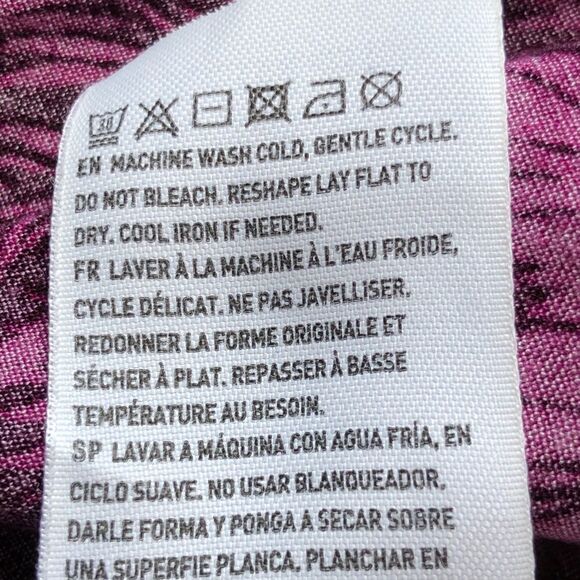 30
EN MACHINE WASH COLD, GENTLE CYCLE.
DO NOT BLEACH. RESHAPE LAY FLAT TO
DRY. COOL IRON IF NEEDED.
FR LAVER À LA MACHINE À L'EAU FROIDE,
CYCLE DÉLICAT. NE PAS JAVELLISER.
REDONNER LA FORME ORIGINALE ET
SÉCHER À PLAT. REPASSER À BASSE
TEMPÉRATURE AU BESOIN.
SP LAVAR A MÁQUINA CON AGUA FRÍA, EN
CICLO SUAVE. NO USAR BLANQUEADOR.
DARLE FORMA Y PONGA A SECAR SOBRE
UNA SUPERFIE PLANCA. PLANCHAR EN